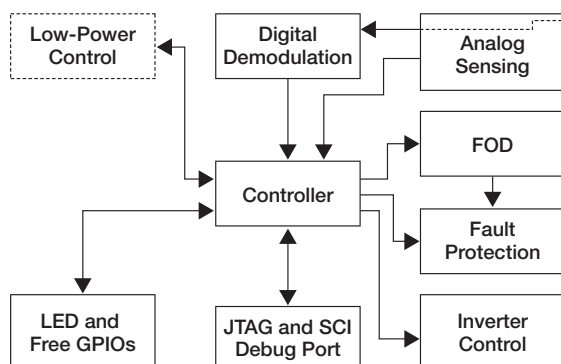 Low-Power
Control
Digital
Demodulation
Analog
Sensing
FOD
Controller
Fault
Protection
LED and
Free GPIOs
JTAG and SCI
Debug Port
Inverter
Control